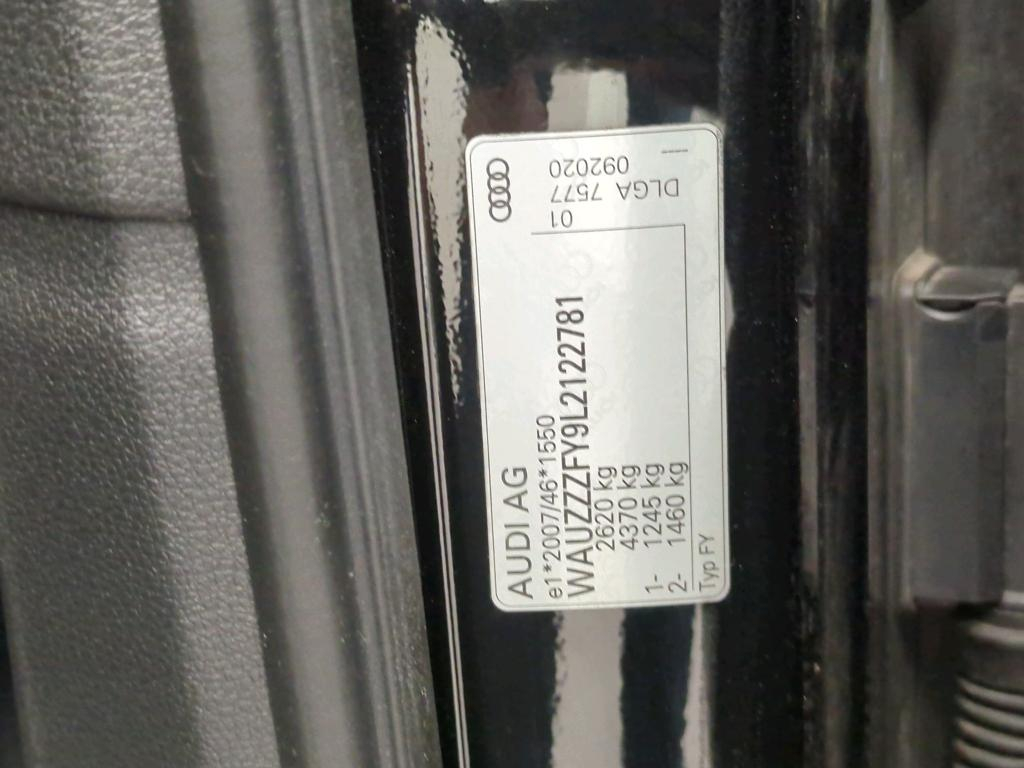 AUDI AG
e1*2007/46*1550
WAUZZZFY9L2122781
2620 kg
4370 kg
1- 1245 kg
2- 1460 kg
Typ FY
01
DLGA 7577
092020